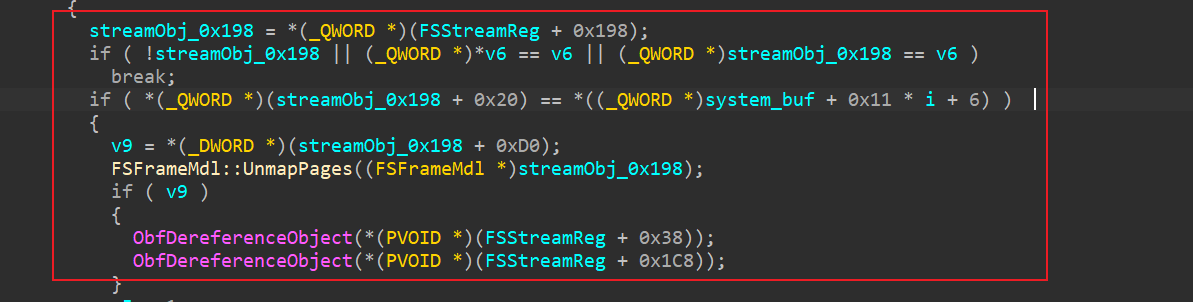 {
streamObj_0x198 = *(_QWORD *)(FSStreamReg + 0x198);
if ( !streamObj_0x198 || (_QWORD *)*v6 == v6 || (_QWORD *)streamObj_0x198 == v6 )
break;
if ( *(_QWORD *)(streamObj_0x198 + 0x20) == *((_QWORD *)system_buf + 0x11 * i + 6) )
{
v9 = *(_DWORD *)(streamObj_0x198 + 0xD0);
FSFrameMdl::UnmapPages((FSFrameMdl *)streamObj_0x198);
if ( v9 )
{
ObfDereferenceObject(*(PVOID *)(FSStreamReg + 0x38));
ObfDereferenceObject(*(PVOID *)(FSStreamReg + 0x1C8));
}